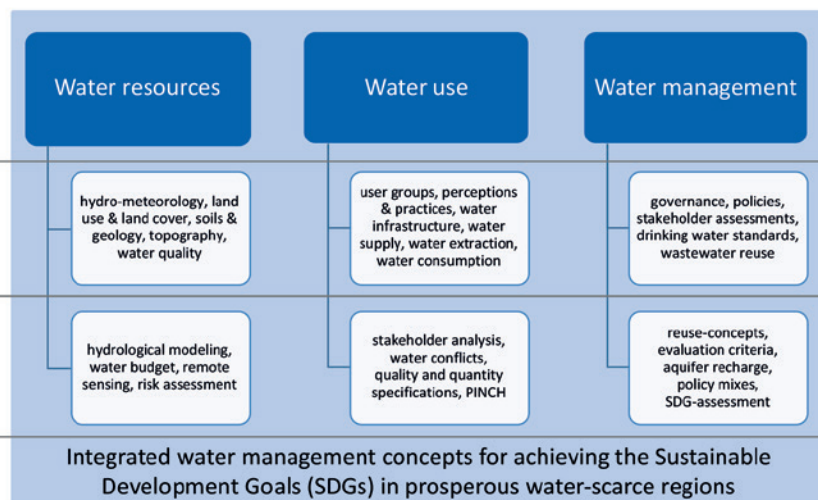 Water resources
Water use
Water management
hydro-meteorology, land
use & land cover, soils &
geology, topography,
water quality
user groups, perceptions
& practices, water
infrastructure, water
supply, water extraction,
water consumption
governance, policies,
stakeholder assessments,
drinking water standards,
wastewater reuse
hydrological modeling,
water budget, remote
sensing, risk assessment
stakeholder analysis,
water conflicts,
quality and quantity
specifications, PINCH
reuse-concepts,
evaluation criteria,
aquifer recharge,
policy mixes,
SDG-assessment
Integrated water management concepts for achieving the Sustainable
Development Goals (SDGs) in prosperous water-scarce regions